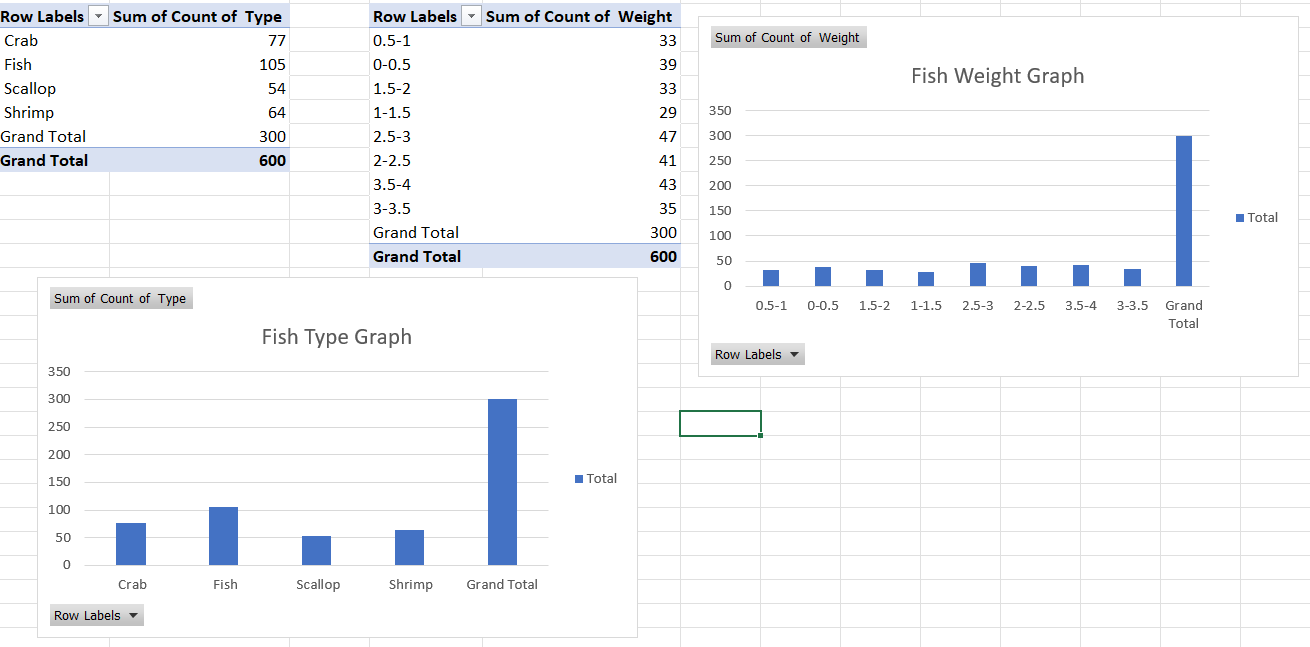 Row Labels Sum of Count of Type
Crab 77
Fish 105
Scallop 54
Shrimp 64
Grand Total 300
Grand Total 600
Row Labels Sum of Count of Weight
0.5-1 33
0-0.5 39
1.5-2 33
1-1.5 29
2.5-3 47
2-2.5 41
3.5-4 43
3-3.5 35
Grand Total 300
Grand Total 600
Sum of Count of Weight
Fish Weight Graph
350
300
250
200
150
100
50
0
0.5-1 0-0.5 1.5-2 1-1.5 2.5-3 2-2.5 3.5-4 3-3.5 Grand
Total
Total
Row Labels
Sum of Count of Type
Fish Type Graph
350
300
250
200
150
100
50
0
Crab Fish Scallop Shrimp Grand Total
Total
Row Labels